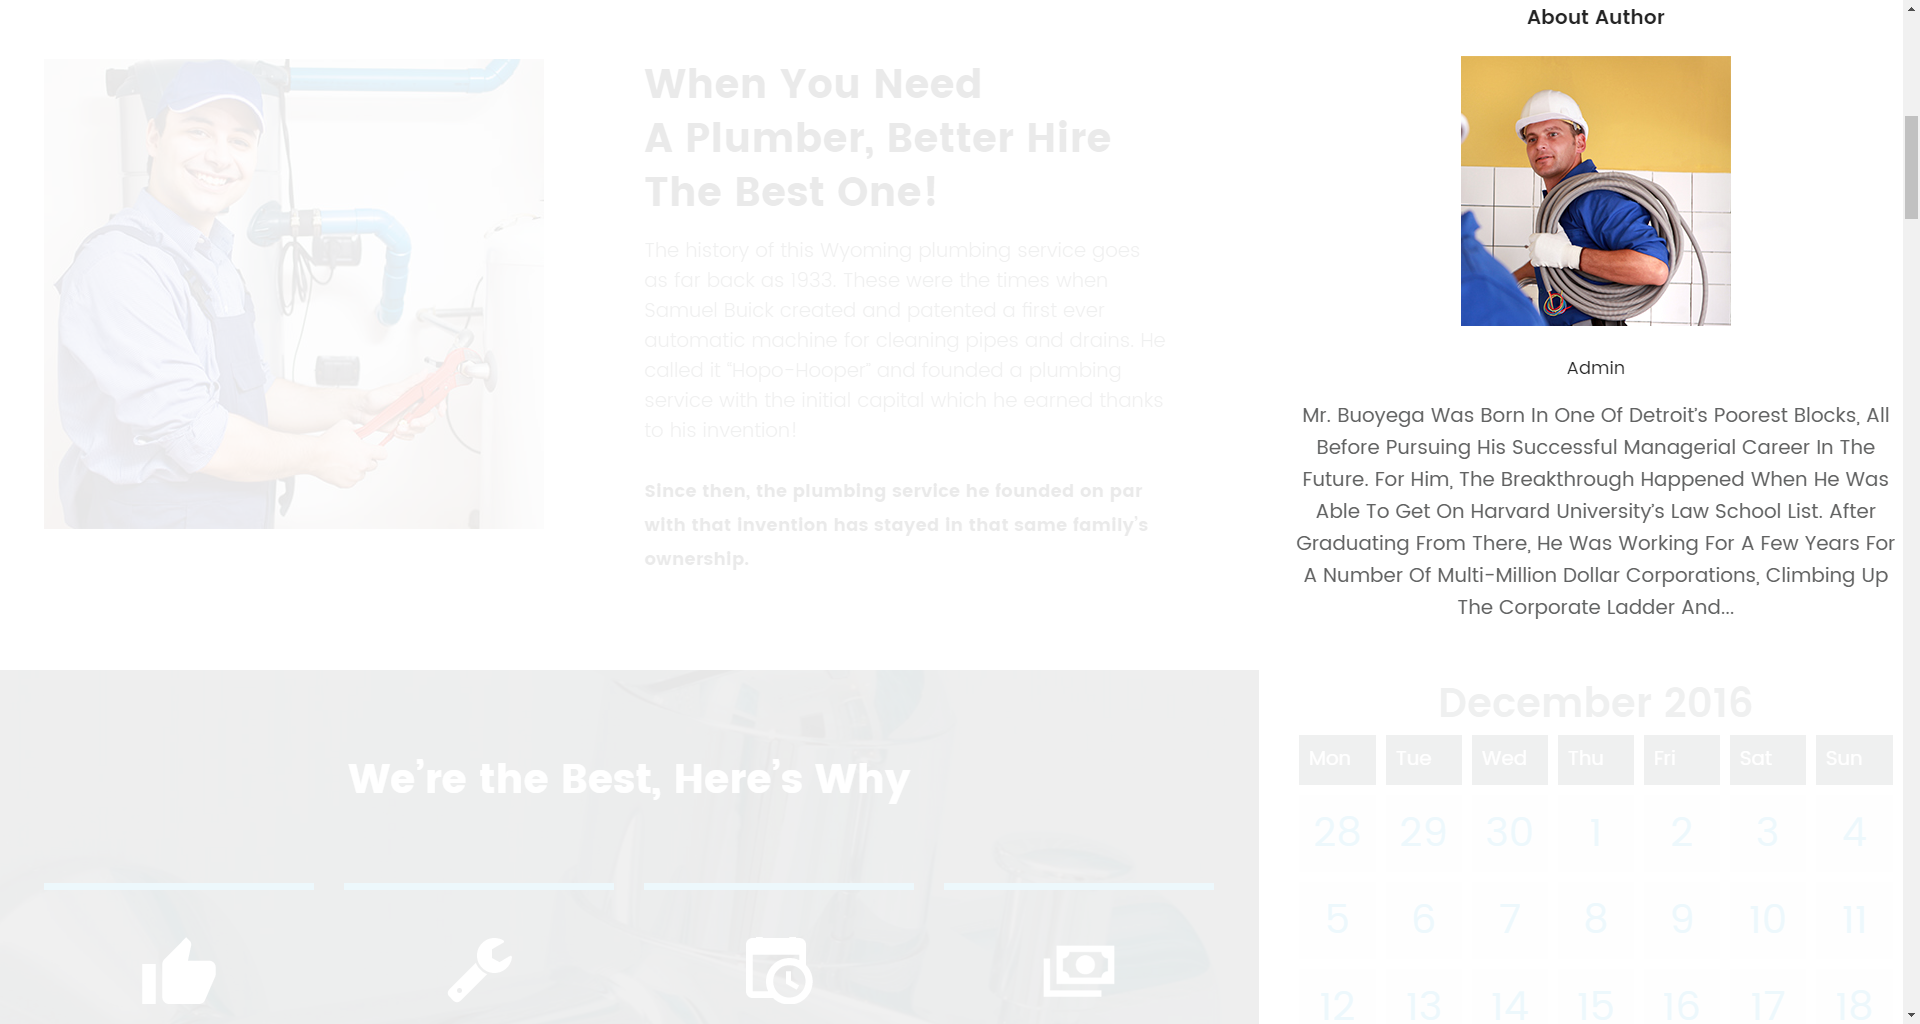 About Author
When You Need
A Plumber, Better Hire
The Best One!
The history of this Wyoming plumbing service goes
as far back as 1933. These were the times when
Samuel Buick created and patented a first ever
automatic machine for cleaning pipes and drains. He
called it “Hopo-Hooper” and founded a plumbing
service with the initial capital which he earned thanks
to his invention!
Since then, the plumbing service he founded on par
with that invention has stayed in that same family’s
ownership.
Admin
Mr. Buoyega Was Born In One Of Detroit’s Poorest Blocks, All
Before Pursuing His Successful Managerial Career In The
Future. For Him, The Breakthrough Happened When He Was
Able To Get On Harvard University’s Law School List. After
Graduating From There, He Was Working For A Few Years For
A Number Of Multi-Million Dollar Corporations, Climbing Up
The Corporate Ladder And...
We’re the Best, Here’s Why
December 2016
Mon Tue Wed Thu Fri Sat Sun
28 29 30 1 2 3 4
5 6 7 8 9 10 11
12 13 14 15 16 17 18